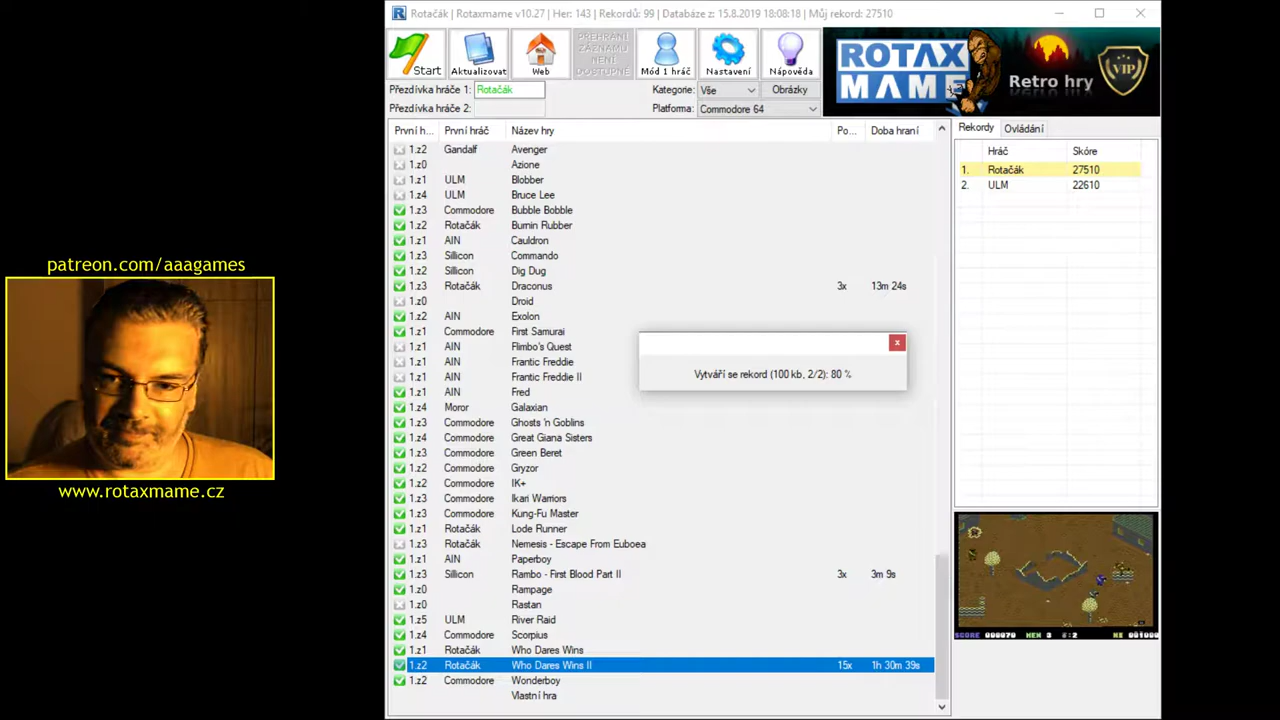 Rotačák | Rotaxmame v10.27 | Her: 143 | Rekordů: 99 | Databáze z: 15.8.2019 18:08:18 | Můj rekord: 27510
Start
Aktualizovat
Web
PŘEHRÁNÍ
ZÁZNAMU
NENÍ
DOSTUPNÉ
Mód 1 hráč
Nastavení
Nápověda
ROTAX
MAME
Retro hry
VIP
Přezdívka hráče 1: Rotačák
Kategorie: Vše
Obrázky
Přezdívka hráče 2:
Platforma: Commodore 64
První h... První hráč Název hry Po... Doba hraní
1.z2 Gandalf Avenger
1.z0 Azione
1.z1 ULM Blobber
1.z4 ULM Bruce Lee
1.z3 Commodore Bubble Bobble
1.z2 Rotačák Burnin Rubber
1.z1 AIN Cauldron
1.z3 Sillicon Commando
1.z2 Sillicon Dig Dug
1.z3 Rotačák Draconus 3x 13m 24s
1.z0 Droid
1.z2 AIN Exolon
1.z1 Commodore First Samurai
1.z1 AIN Flimbo's Quest
1.z1 AIN Frantic Freddie
1.z1 AIN Frantic Freddie II
1.z1 AIN Fred
1.z4 Moror Galaxian
1.z3 Commodore Ghosts 'n Goblins
1.z4 Commodore Great Giana Sisters
1.z3 Commodore Green Beret
1.z2 Commodore Gryzor
1.z2 Commodore IK+
1.z3 Commodore Ikari Warriors
1.z3 Commodore Kung-Fu Master
1.z1 Rotačák Lode Runner
1.z3 Rotačák Nemesis - Escape From Euboea
1.z1 AIN Paperboy
1.z3 Sillicon Rambo - First Blood Part II 3x 3m 9s
1.z0 Rampage
1.z0 Rastan
1.z5 ULM River Raid
1.z4 Commodore Scorpius
1.z1 Rotačák Who Dares Wins
1.z2 Rotačák Who Dares Wins II 15x 1h 30m 39s
1.z2 Commodore Wonderboy
Vlastní hra
x
Vytváří se rekord (100 kb, 2/2): 80 %
Rekordy Ovládání
Hráč Skóre
1. Rotačák 27510
2. ULM 22610
SCORE
MEN 3
patreon.com/aaagames
www.rotaxmame.cz